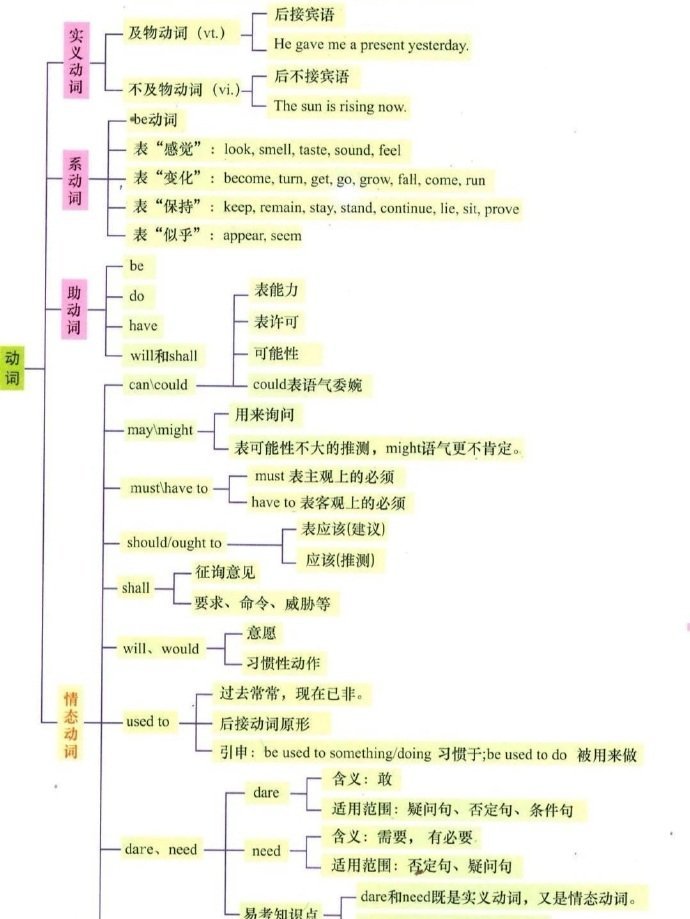 动词
实义动词
及物动词（vt.）
后接宾语
He gave me a present yesterday.
不及物动词（vi.）
后不接宾语
The sun is rising now.
系动词
be动词
表“感觉”：look, smell, taste, sound, feel
表“变化”：become, turn, get, go, grow, fall, come, run
表“保持”：keep, remain, stay, stand, continue, lie, sit, prove
表“似乎”：appear, seem
助动词
be
do
have
will和shall
情态动词
can\could
表能力
表许可
可能性
could表语气委婉
may\might
用来询问
表可能性不大的推测，might语气更不肯定。
must\have to
must 表主观上的必须
have to 表客观上的必须
should/ought to
表应该(建议)
应该(推测)
shall
征询意见
要求、命令、威胁等
will、would
意愿
习惯性动作
used to
过去常常，现在已非。
后接动词原形
引申：be used to something/doing 习惯于;be used to do 被用来做
dare、need
dare
含义：敢
适用范围：疑问句、否定句、条件句
need
含义：需要，有必要
适用范围：否定句、疑问句
易考知识点
dare和need既是实义动词，又是情态动词。